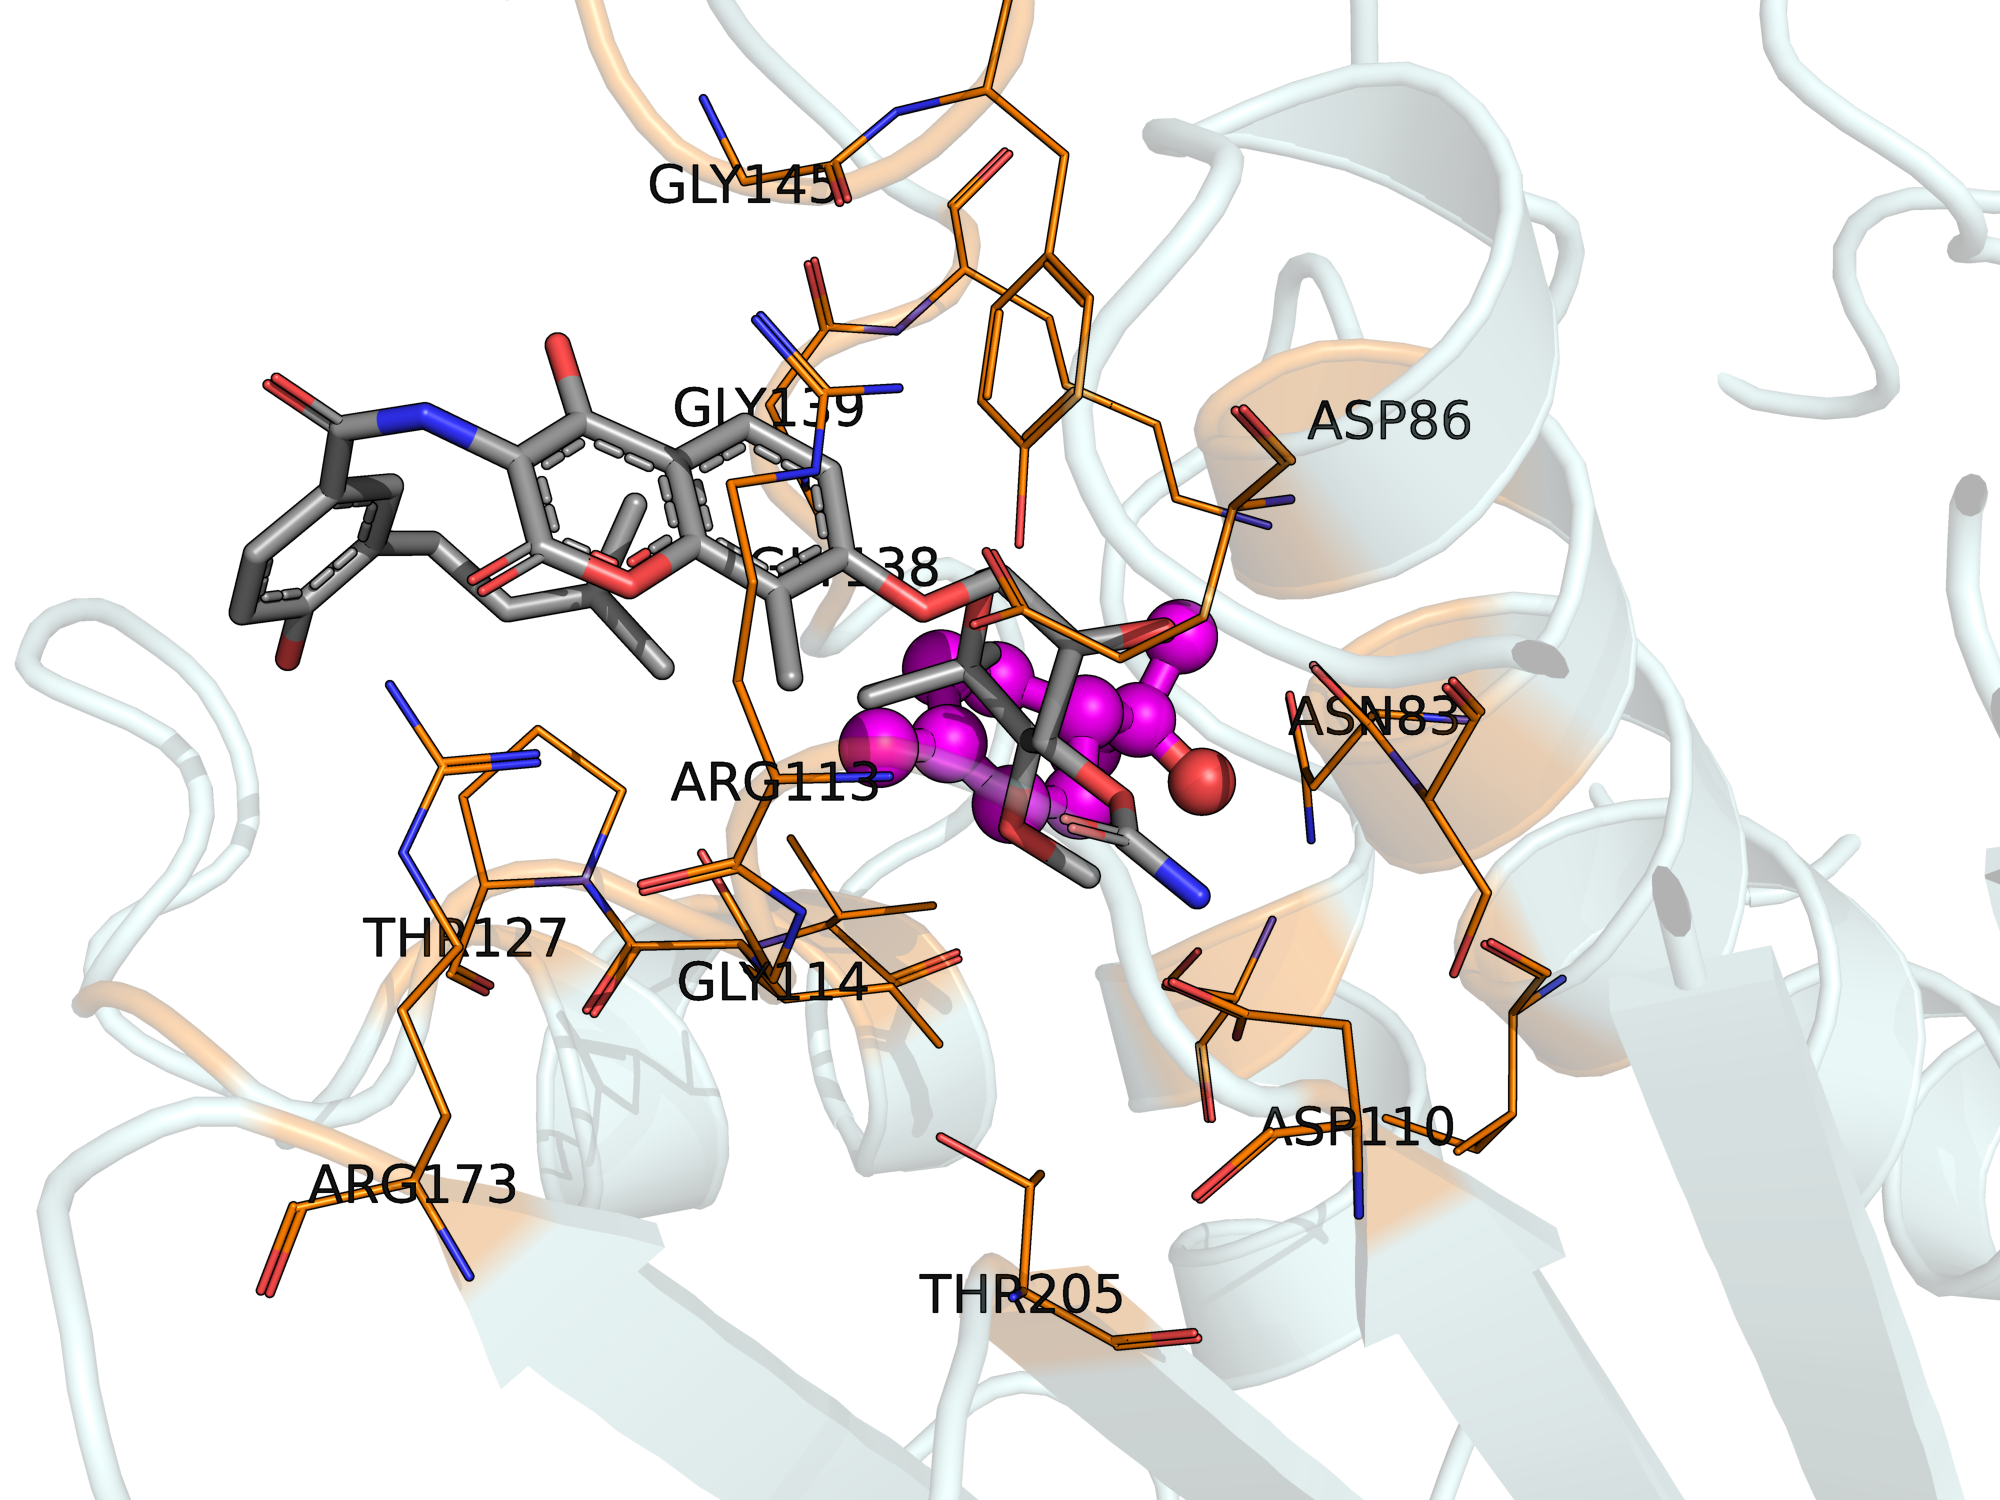 GLY145
GLY139
ASP86
ASN83
ARG113
THR127
GLY114
ASP110
ARG173
THR205